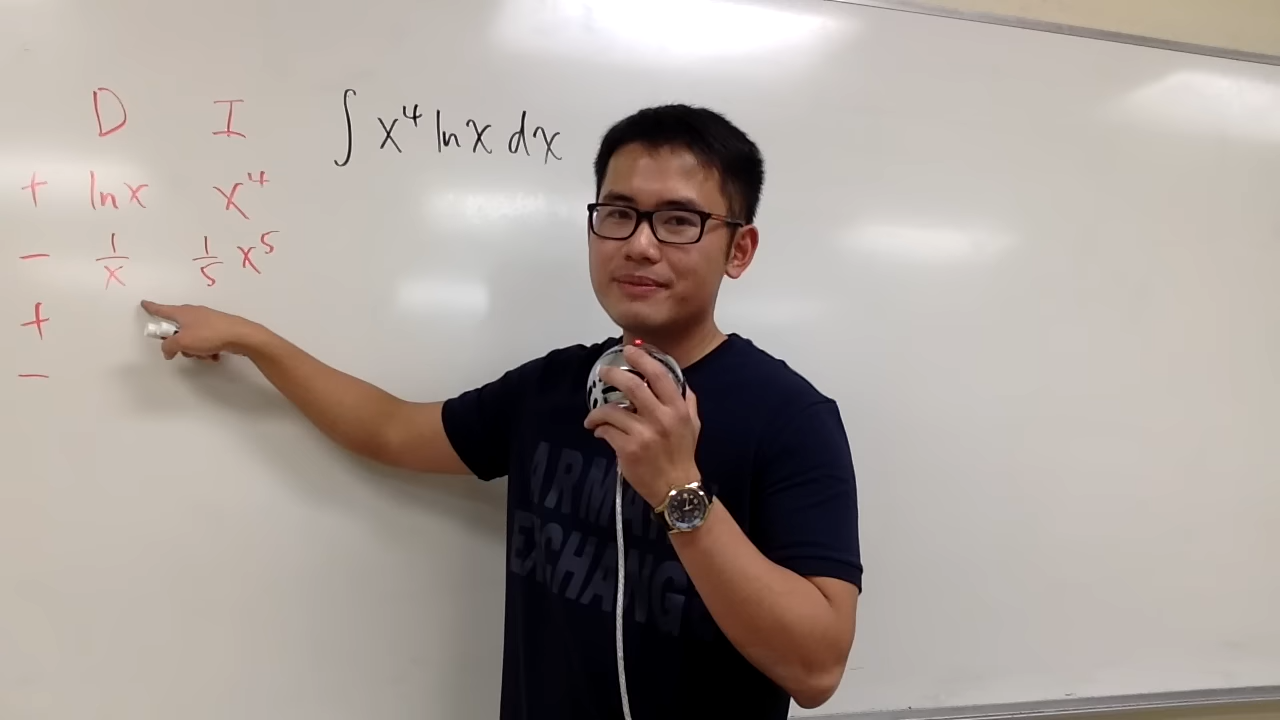 D I ∫ x⁴ ln x dx
+ ln x x⁴
− 1/x 1/5 x⁵
+
−
ARMANI
EXCHANGE